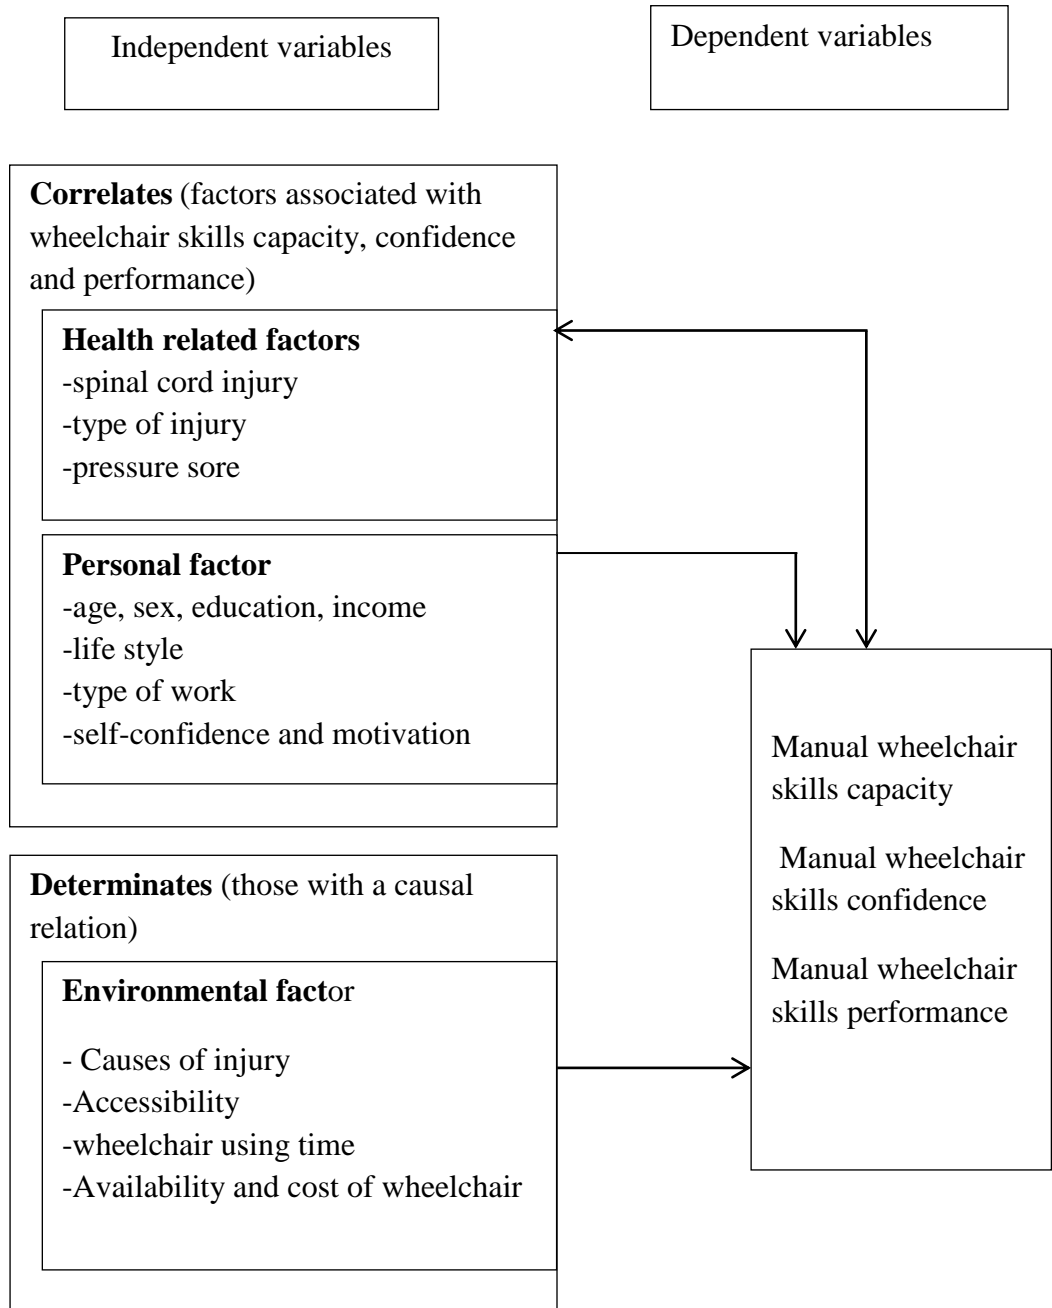 Independent variables
Dependent variables
Correlates (factors associated with
wheelchair skills capacity, confidence
and performance)
Health related factors
-spinal cord injury
-type of injury
-pressure sore
Personal factor
-age, sex, education, income
-life style
-type of work
-self-confidence and motivation
Determinates (those with a causal
relation)
Environmental factor
- Causes of injury
-Accessibility
-wheelchair using time
-Availability and cost of wheelchair
Manual wheelchair
skills capacity
Manual wheelchair
skills confidence
Manual wheelchair
skills performance